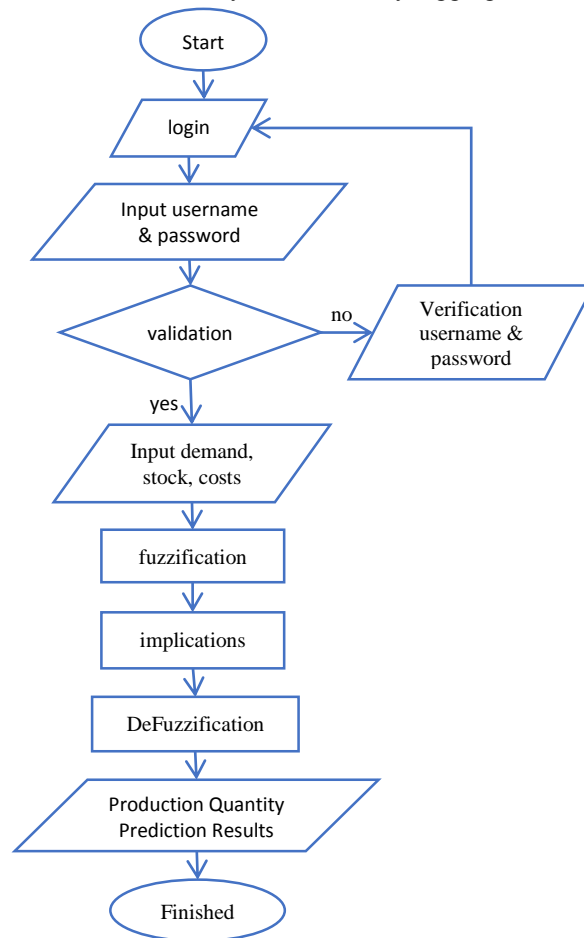 Start
login
Input username
& password
validation
no
Verification
username &
password
yes
Input demand,
stock, costs
fuzzification
implications
DeFuzzification
Production Quantity
Prediction Results
Finished